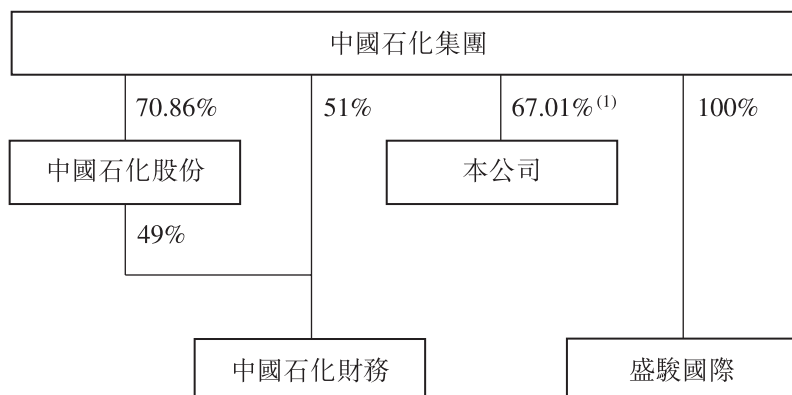 中國石化集團
70.86%
51%
67.01%(1)
100%
中國石化股份
本公司
49%
中國石化財務
盛駿國際